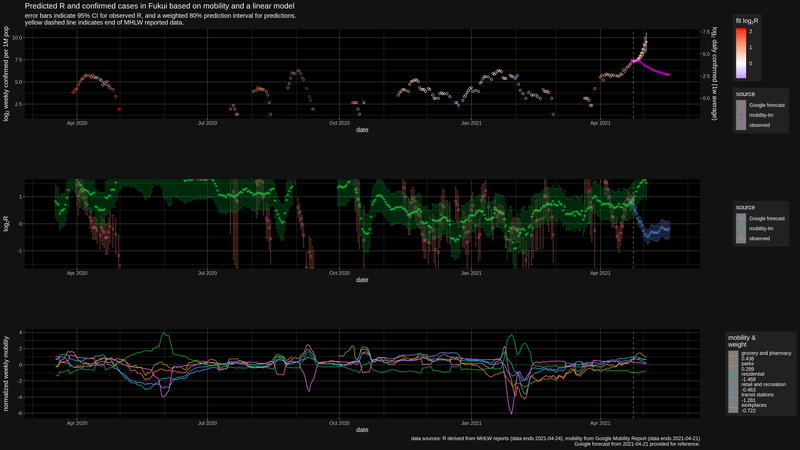 Predicted R and confirmed cases in Fukui based on mobility and a linear model
error bars indicate 95% CI for observed R, and a weighted 80% prediction interval for predictions.
yellow dashed line indicates end of MHLW reported data.
log2 weekly confirmed per 1M pop
10.0
7.5
5.0
2.5
7.5
5.0
2.5
0.0
log2 daily confirmed (1w average)
Apr 2020
Jul 2020
Oct 2020
Jan 2021
Apr 2021
date
fit log2R
2
1
0
source
Google forecast
mobility-lm
observed
log2R
1
0
-1
Apr 2020
Jul 2020
Oct 2020
Jan 2021
Apr 2021
date
source
Google forecast
mobility-lm
observed
normalized weekly mobility
4
2
0
-2
-4
-6
Apr 2020
Jul 2020
Oct 2020
Jan 2021
Apr 2021
date
mobility &
weight
grocery and pharmacy
0.436
parks
0.289
residential
-1.468
retail and recreation
-0.463
transit stations
-1.281
workplaces
-0.722
data sources: R derived from MHLW reports (data ends 2021-04-24), mobility from Google Mobility Report (data ends 2021-04-21)
Google forecast from 2021-04-21 provided for reference.